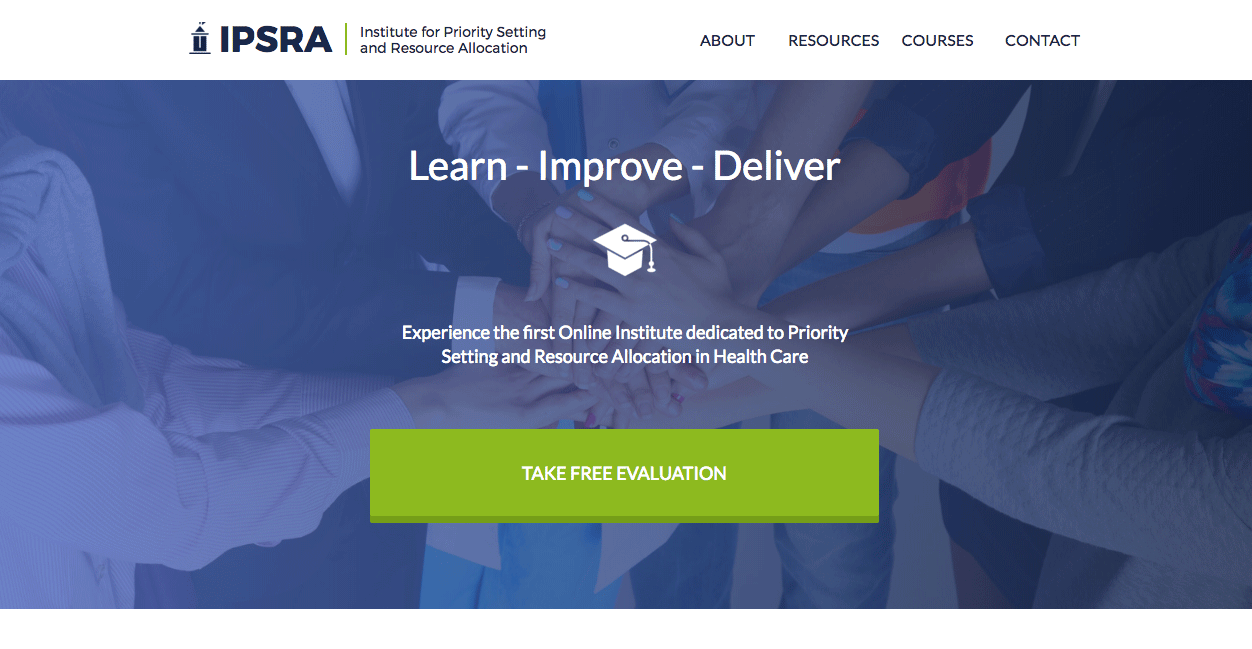 IPSRA
Institute for Priority Setting
and Resource Allocation
ABOUT
RESOURCES
COURSES
CONTACT
Learn - Improve - Deliver
Experience the first Online Institute dedicated to Priority
Setting and Resource Allocation in Health Care
TAKE FREE EVALUATION